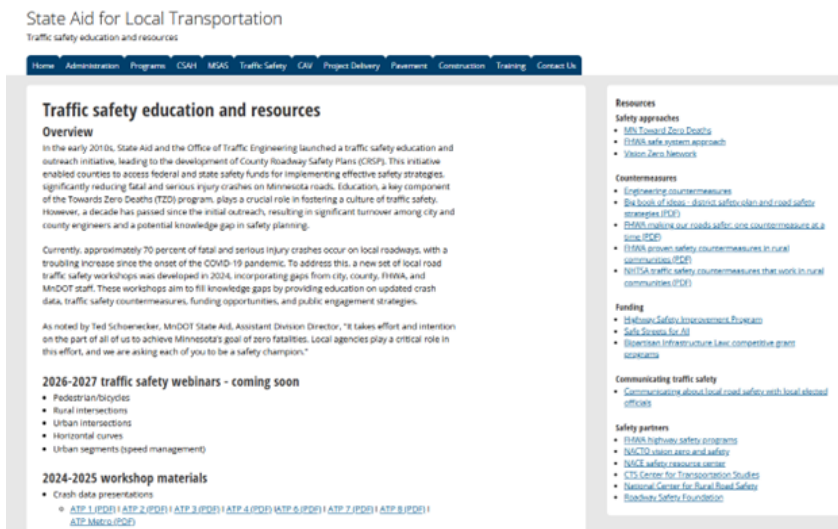 State Aid for Local Transportation
Traffic safety education and resources
Home Administration Programs CSAH MSAS Traffic Safety CAV Project Delivery Pavement Construction Training Contact Us
Traffic safety education and resources
Overview
In the early 2010s, State Aid and the Office of Traffic Engineering launched a traffic safety education and
outreach initiative, leading to the development of County Roadway Safety Plans (CRSP). This initiative
enabled counties to access federal and state safety funds for implementing effective safety strategies,
significantly reducing fatal and serious injury crashes on Minnesota roads. Education, a key component
of the Towards Zero Deaths (TZD) program, plays a crucial role in fostering a culture of traffic safety.
However, a decade has passed since the initial outreach, resulting in significant turnover among city and
county engineers and a potential knowledge gap in safety planning.
Currently, approximately 70 percent of fatal and serious injury crashes occur on local roadways, with a
troubling increase since the onset of the COVID-19 pandemic. To address this, a new set of local road
traffic safety workshops was developed in 2024, incorporating gaps from city, county, FHWA, and
MnDOT staff. These workshops aim to fill knowledge gaps by providing education on updated crash
data, traffic safety countermeasures, funding opportunities, and public engagement strategies.
As noted by Ted Schoenecker, MnDOT State Aid, Assistant Division Director, "It takes effort and intention
on the part of all of us to achieve Minnesota's goal of zero fatalities. Local agencies play a critical role in
this effort, and we are asking each of you to be a safety champion."
2026-2027 traffic safety webinars - coming soon
• Pedestrian/bicycles
• Rural intersections
• Urban intersections
• Horizontal curves
• Urban segments (speed management)
2024-2025 workshop materials
• Crash data presentations
o ATP 1 (PDF) I ATP 2 (PDF) I ATP 3 (PDF) I ATP 4 (PDF) IATP 6 (PDF) I ATP 7 (PDF) I ATP 8 (PDF) I
ATP Metro (PDF)
Resources
Safety approaches
• MN Toward Zero Deaths
• FHWA safe system approach
• Vision Zero Network
Countermeasures
• Engineering countermeasures
• Big book of ideas - district safety plan and road safety
strategies (PDF)
• FHWA making our roads safer, one countermeasure at a
time (PDF)
• FHWA proven safety countermeasures in rural
communities (PDF)
• NHTSA traffic safety countermeasures that work in rural
communities (PDF)
Funding
• Highway Safety Improvement Program
• Safe Streets for All
• Bipartisan Infrastructure Law: competitive grant
programs
Communicating traffic safety
• Communicating about local road safety with local elected
officials
Safety partners
• FHWA highway safety programs
• NACTO vision zero and safety
• NACE safety resource center
• CTS Center for Transportation Studies
• National Center for Rural Road Safety
• Roadway Safety Foundation